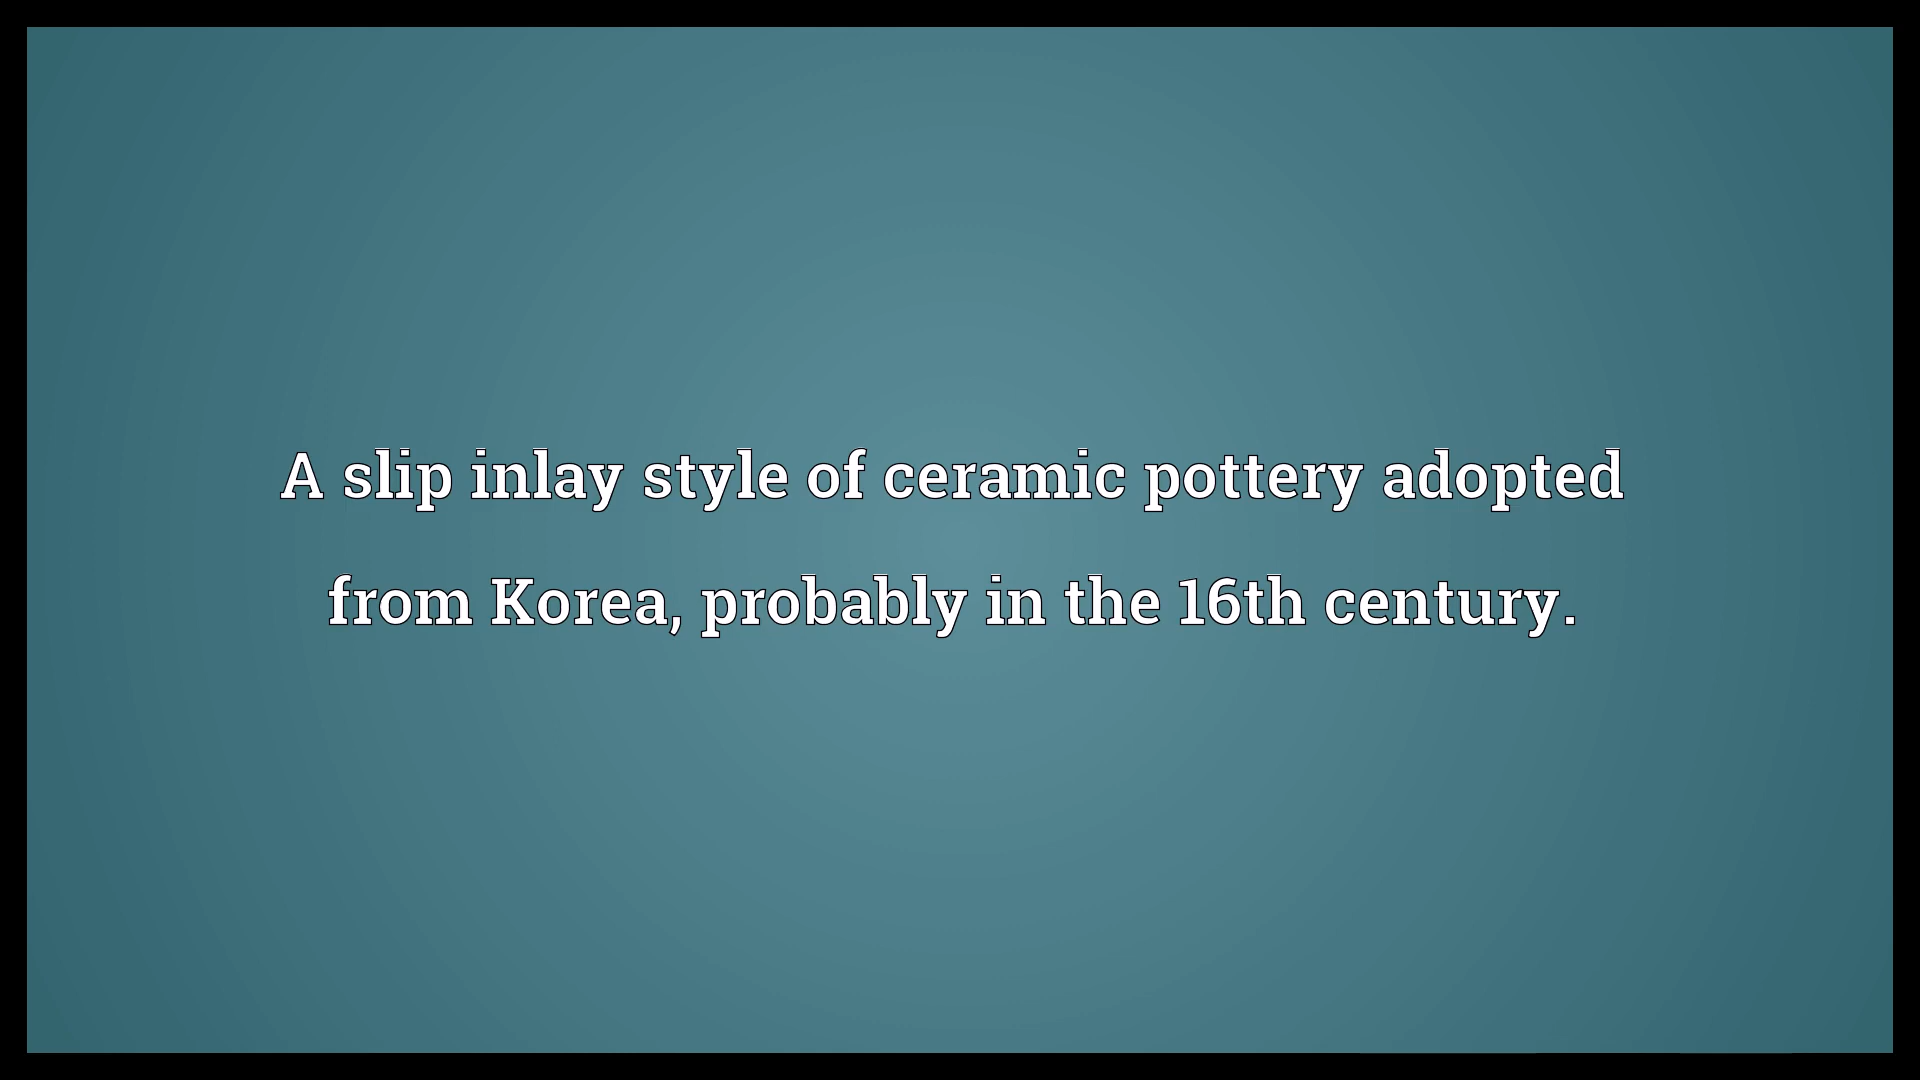 A slip inlay style of ceramic pottery adopted
from Korea, probably in the 16th century.